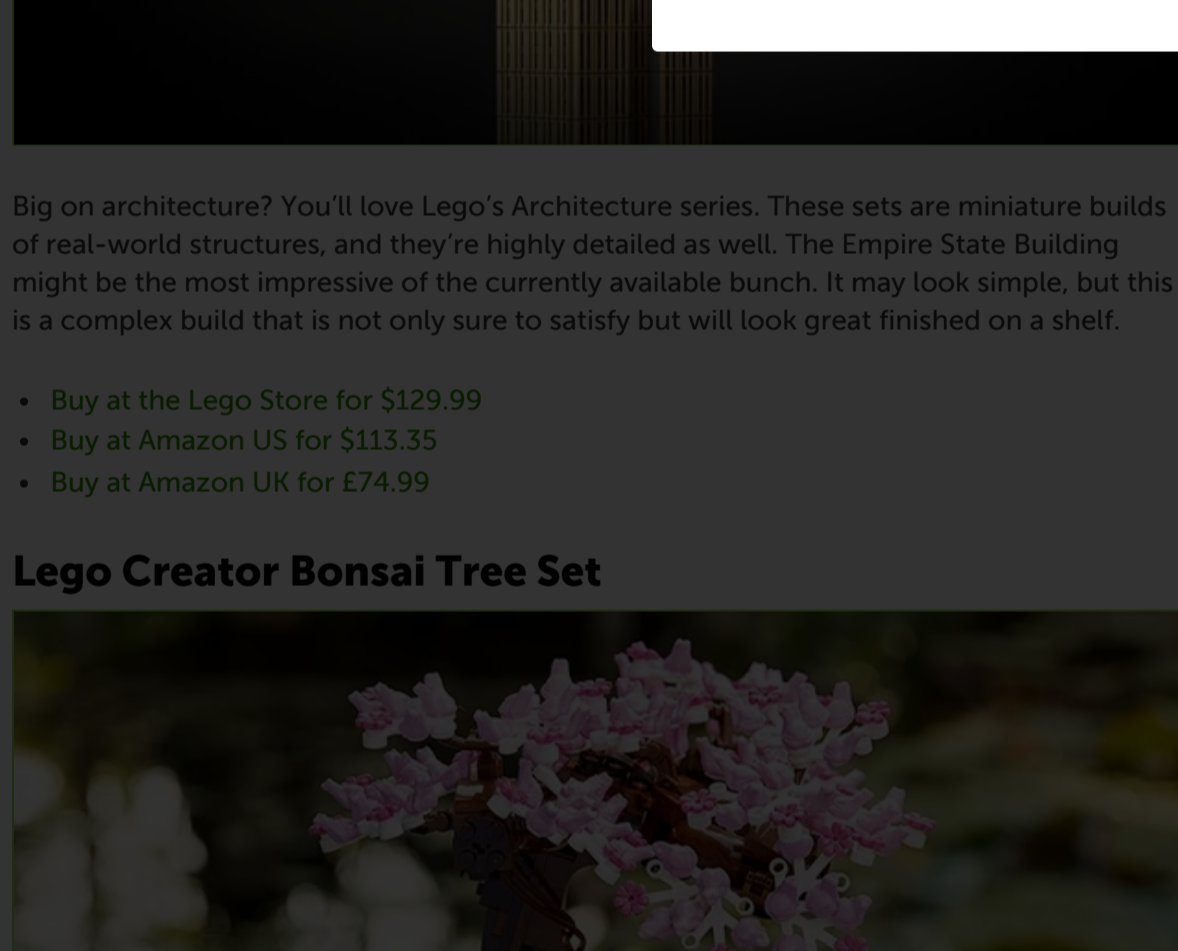 Big on architecture? You’ll love Lego’s Architecture series. These sets are miniature builds
of real-world structures, and they’re highly detailed as well. The Empire State Building
might be the most impressive of the currently available bunch. It may look simple, but this
is a complex build that is not only sure to satisfy but will look great finished on a shelf.
• Buy at the Lego Store for $129.99
• Buy at Amazon US for $113.35
• Buy at Amazon UK for £74.99
Lego Creator Bonsai Tree Set